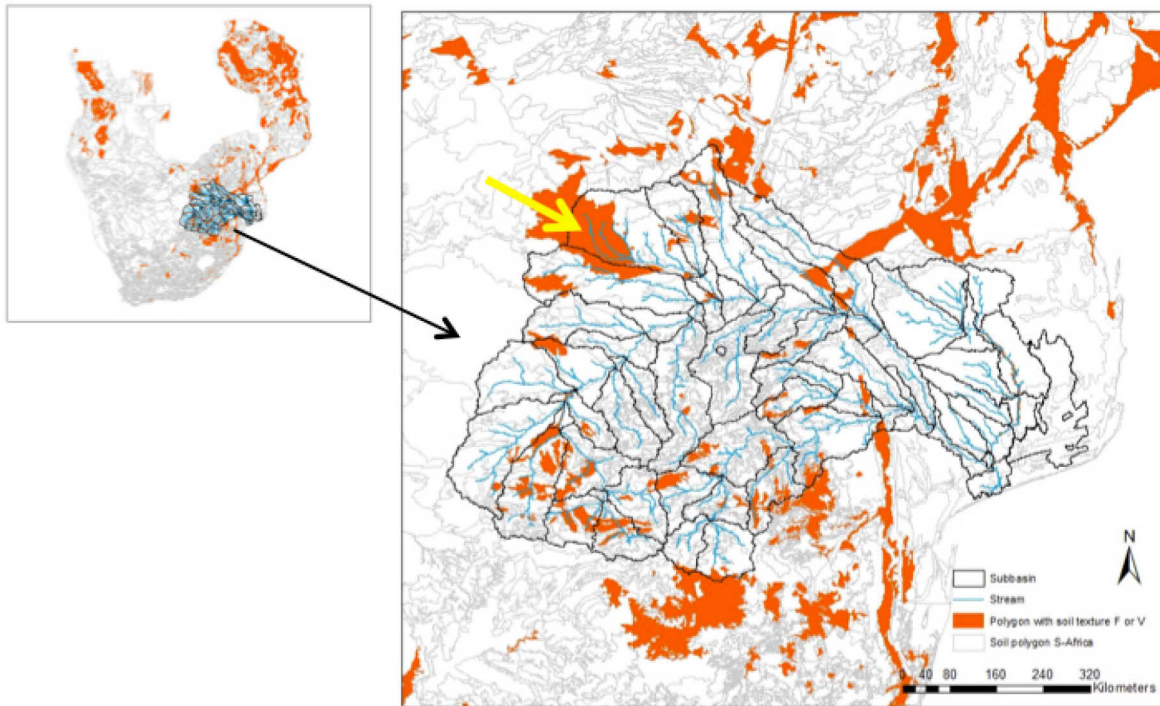 N
Subbasin
Stream
Polygon with soil texture F or V
Soil polygon S-Africa
0 40 80 160 240 320
Kilometers